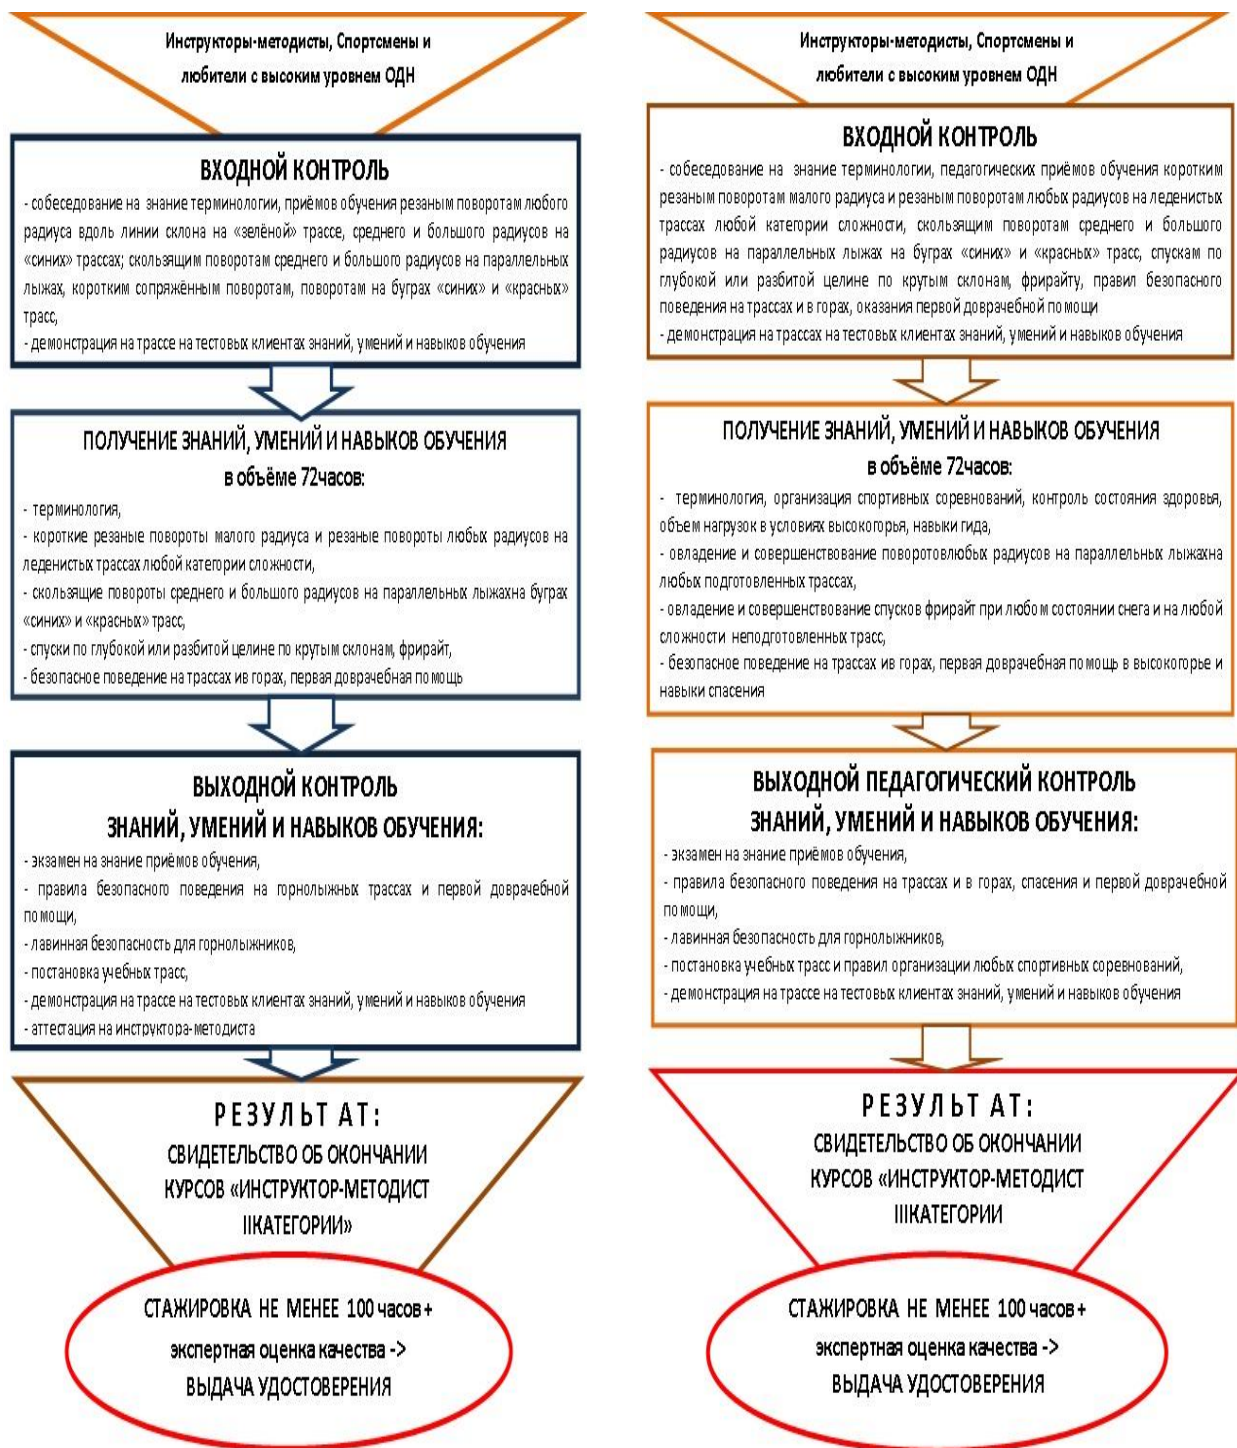 Инструкторы-методисты, Спортсмены и
любители с высоким уровнем ОДН
ВХОДНОЙ КОНТРОЛЬ
- собеседование на знание терминологии, приёмов обучения резаным поворотам любого
радиуса вдоль линии склона на «зелёной» трассе, среднего и большого радиусов на
«синих» трассах; скользящим поворотам среднего и большого радиусов на параллельных
лыжах, коротким сопряжённым поворотам, поворотам на буграх «синих» и «красных»
трасс,
- демонстрация на трассе на тестовых клиентах знаний, умений и навыков обучения
ПОЛУЧЕНИЕ ЗНАНИЙ, УМЕНИЙ И НАВЫКОВ ОБУЧЕНИЯ
в объёме 72часов:
- терминология,
- короткие резаные повороты малого радиуса и резаные повороты любых радиусов на
леденистых трассах любой категории сложности,
- скользящие повороты среднего и большого радиусов на параллельных лыжахна буграх
«синих» и «красных» трасс,
- спуски по глубокой или разбитой целине по крутым склонам, фрирайт,
- безопасное поведение на трассах ив горах, первая доврачебная помощь
ВЫХОДНОЙ КОНТРОЛЬ
ЗНАНИЙ, УМЕНИЙ И НАВЫКОВ ОБУЧЕНИЯ:
- экзамен на знание приёмов обучения,
- правила безопасного поведения на горнолыжных трассах и первой доврачебной
помощи,
- лавинная безопасность для горнолыжников,
- постановка учебных трасс,
- демонстрация на трассе на тестовых клиентах знаний, умений и навыков обучения
- аттестация на инструктора-методиста
РЕЗУЛЬТАТ:
СВИДЕТЕЛЬСТВО ОБ ОКОНЧАНИИ
КУРСОВ «ИНСТРУКТОР-МЕТОДИСТ
IIКАТЕГОРИИ»
СТАЖИРОВКА НЕ МЕНЕЕ 100 часов +
экспертная оценка качества ->
ВЫДАЧА УДОСТОВЕРЕНИЯ
Инструкторы-методисты, Спортсмены и
любители с высоким уровнем ОДН
ВХОДНОЙ КОНТРОЛЬ
- собеседование на знание терминологии, педагогических приёмов обучения коротким
резаным поворотам малого радиуса и резаным поворотам любых радиусов на леденистых
трассах любой категории сложности, скользящим поворотам среднего и большого
радиусов на параллельных лыжах на буграх «синих» и «красных» трасс, спускам по
глубокой или разбитой целине по крутым склонам, фрирайту, правил безопасного
поведения на трассах и в горах, оказания первой доврачебной помощи
- демонстрация на трассах на тестовых клиентах знаний, умений и навыков обучения
ПОЛУЧЕНИЕ ЗНАНИЙ, УМЕНИЙ И НАВЫКОВ ОБУЧЕНИЯ
в объёме 72часов:
- терминология, организация спортивных соревнований, контроль состояния здоровья,
объем нагрузок в условиях высокогорья, навыки гида,
- овладение и совершенствование поворотовлюбых радиусов на параллельных лыжахна
любых подготовленных трассах,
- овладение и совершенствование спусков фрирайт при любом состоянии снега и на любой
сложности неподготовленных трасс,
- безопасное поведение на трассах ив горах, первая доврачебная помощь в высокогорье и
навыки спасения
ВЫХОДНОЙ ПЕДАГОГИЧЕСКИЙ КОНТРОЛЬ
ЗНАНИЙ, УМЕНИЙ И НАВЫКОВ ОБУЧЕНИЯ:
- экзамен на знание приёмов обучения,
- правила безопасного поведения на трассах и в горах, спасения и первой доврачебной
помощи,
- лавинная безопасность для горнолыжников,
- постановка учебных трасс и правил организации любых спортивных соревнований,
- демонстрация на трассе на тестовых клиентах знаний, умений и навыков обучения
РЕЗУЛЬТАТ:
СВИДЕТЕЛЬСТВО ОБ ОКОНЧАНИИ
КУРСОВ «ИНСТРУКТОР-МЕТОДИСТ
IIIКАТЕГОРИИ
СТАЖИРОВКА НЕ МЕНЕЕ 100 часов +
экспертная оценка качества ->
ВЫДАЧА УДОСТОВЕРЕНИЯ